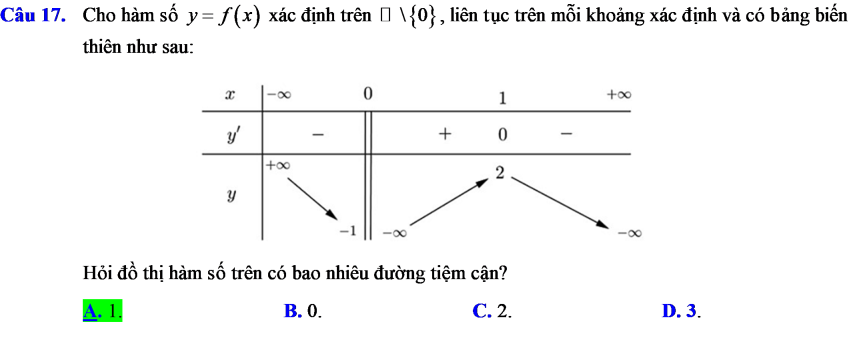 Câu 17. Cho hàm số y = f(x) xác định trên □ \{0}, liên tục trên mỗi khoảng xác định và có bảng biến
thiên như sau:
x −∞ 0 1 +∞
y′ − + 0 −
+∞ 2
y
−1 −∞ −∞
Hỏi đồ thị hàm số trên có bao nhiêu đường tiệm cận?
A. 1. B. 0. C. 2. D. 3.